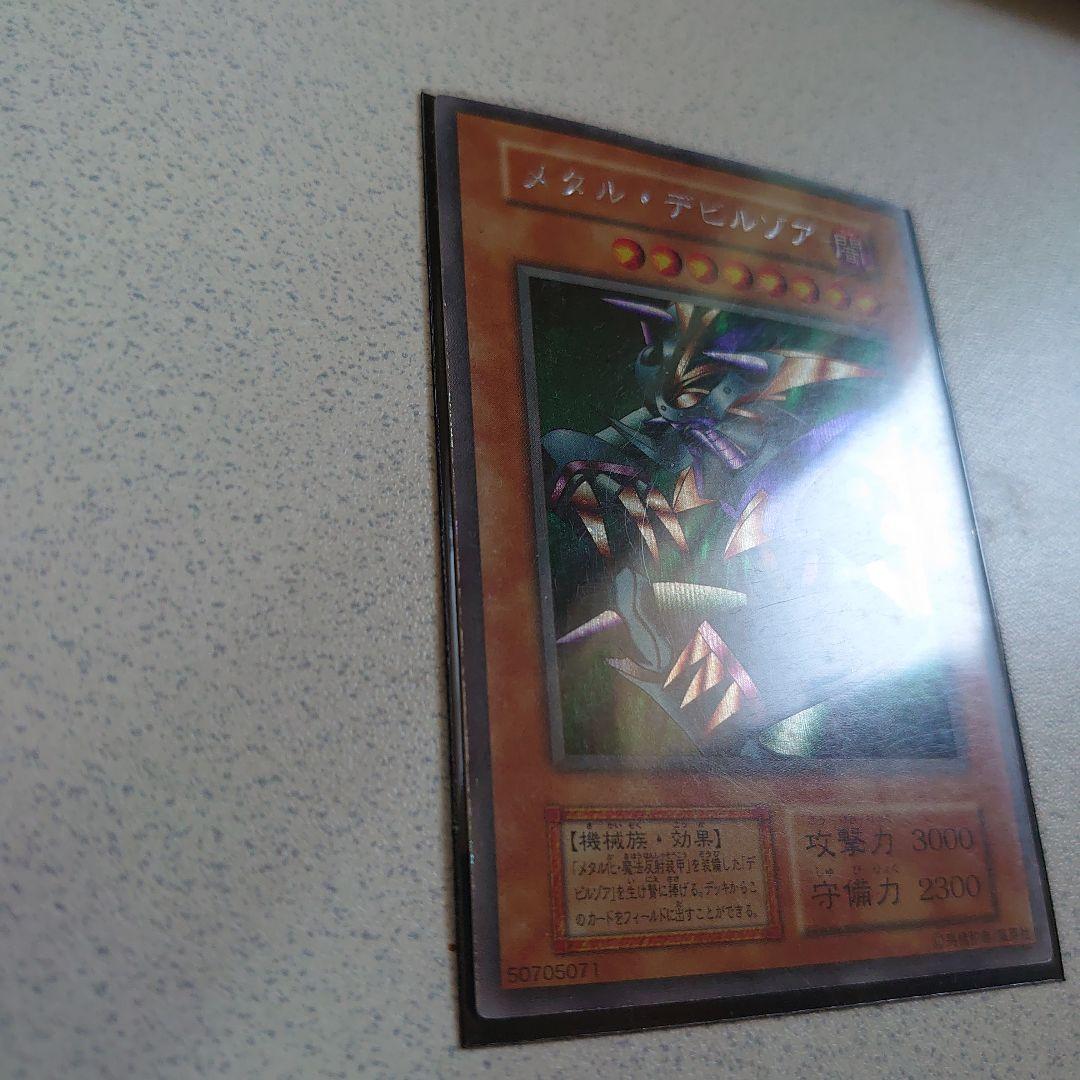 メタル・デビルゾア 闇
【機械族・効果】
「メタル化・魔法反射装甲」を装備した「デ
ビルゾア」を生け贄に捧げる。デッキからこ
のカードをフィールドに出すことができる。
攻撃力 3000
守備力 2300
50705071